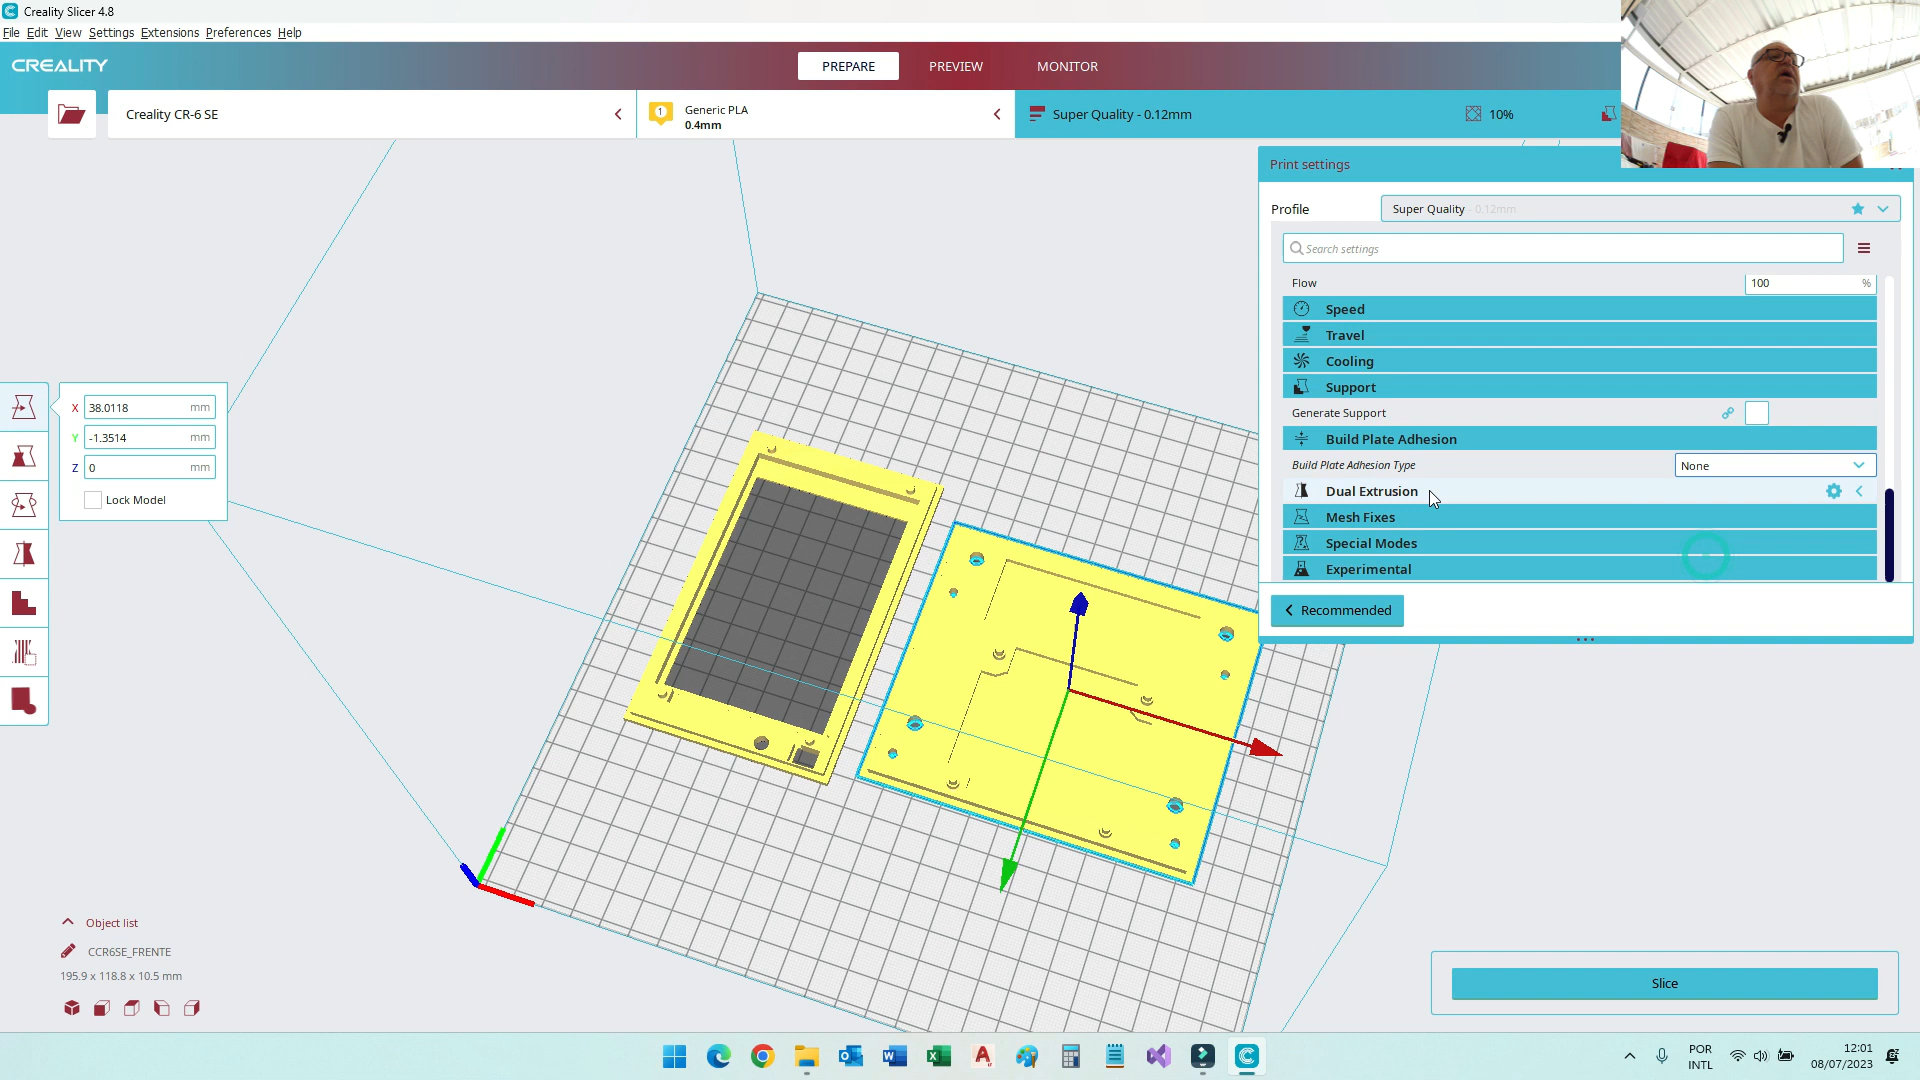 Creality Slicer 4.8
File Edit View Settings Extensions Preferences Help
CREALITY
PREPARE PREVIEW MONITOR
Creality CR-6 SE
1
Generic PLA
0.4mm
Super Quality - 0.12mm
10%
Print settings
Profile
Super Quality - 0.12mm
Search settings
Flow 100 %
Speed
Travel
Cooling
Support
Generate Support
Build Plate Adhesion
Build Plate Adhesion Type None
Dual Extrusion
Mesh Fixes
Special Modes
Experimental
Recommended
X 38.0118 mm
Y -1.3514 mm
Z 0 mm
Lock Model
Object list
CCR6SE_FRENTE
195.9 x 118.8 x 10.5 mm
Slice
POR
INTL
12:01
08/07/2023